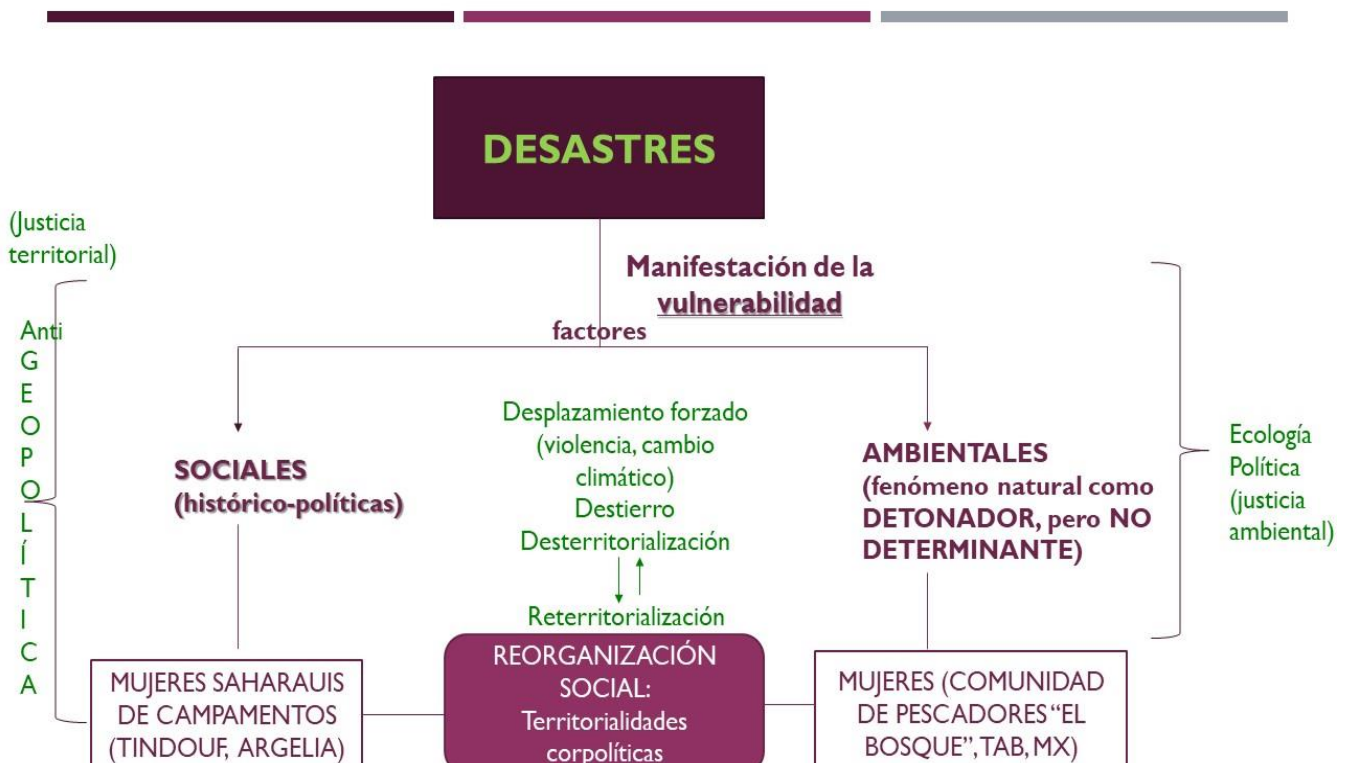 DESASTRES
(Justicia
territorial)
Manifestación de la
vulnerabilidad
factores
Anti
G
E
O
P
O
L
Í
T
I
C
A
SOCIALES
(histórico-políticas)
Desplazamiento forzado
(violencia, cambio
climático)
Destierro
Desterritorialización
Reterritorialización
AMBIENTALES
(fenómeno natural como
DETONADOR, pero NO
DETERMINANTE)
Ecología
Política
(justicia
ambiental)
MUJERES SAHARAUIS
DE CAMPAMENTOS
(TINDOUF, ARGELIA)
REORGANIZACIÓN
SOCIAL:
Territorialidades
corpolíticas
MUJERES (COMUNIDAD
DE PESCADORES “EL
BOSQUE”, TAB, MX)